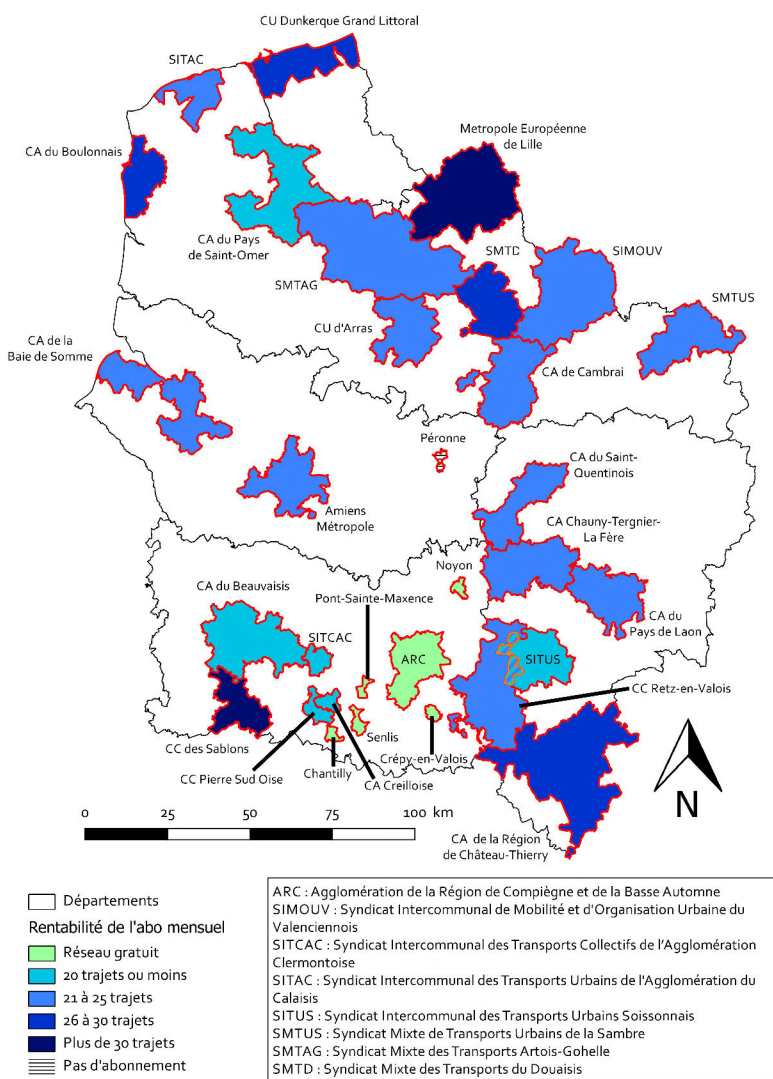 CU Dunkerque Grand Littoral
SITAC
Metropole Européenne
de Lille
CA du Boulonnais
CA du Pays
de Saint-Omer
SMTD
SIMOUV
SMTAG
SMTUS
CU d'Arras
CA de la
Baie de Somme
CA de Cambrai
Péronne
CA du Saint-
Quentinois
Amiens
Métropole
CA Chauny-Tergnier-
La Fère
Noyon
CA du Beauvaisis
Pont-Sainte-Maxence
SITCAC
CA du
Pays de Laon
ARC
SITUS
CC Retz-en-Valois
CC des Sablons
Senlis
CC Pierre Sud Oise
Chantilly
Crépy-en-Valois
CA Creilloise
N
0 25 50 75 100 km
CA de la Région
de Château-Thierry
Départements
Rentabilité de l'abo mensuel
Réseau gratuit
20 trajets ou moins
21 à 25 trajets
26 à 30 trajets
Plus de 30 trajets
Pas d'abonnement
ARC : Agglomération de la Région de Compiègne et de la Basse Automne
SIMOUV : Syndicat Intercommunal de Mobilité et d'Organisation Urbaine du
Valenciennois
SITCAC : Syndicat Intercommunal des Transports Collectifs de l'Agglomération
Clermontoise
SITAC : Syndicat Intercommunal des Transports Urbains de l'Agglomération du
Calaisis
SITUS : Syndicat Intercommunal des Transports Urbains Soissonnais
SMTUS : Syndicat Mixte de Transports Urbains de la Sambre
SMTAG : Syndicat Mixte des Transports Artois-Gohelle
SMTD : Syndicat Mixte des Transports du Douaisis